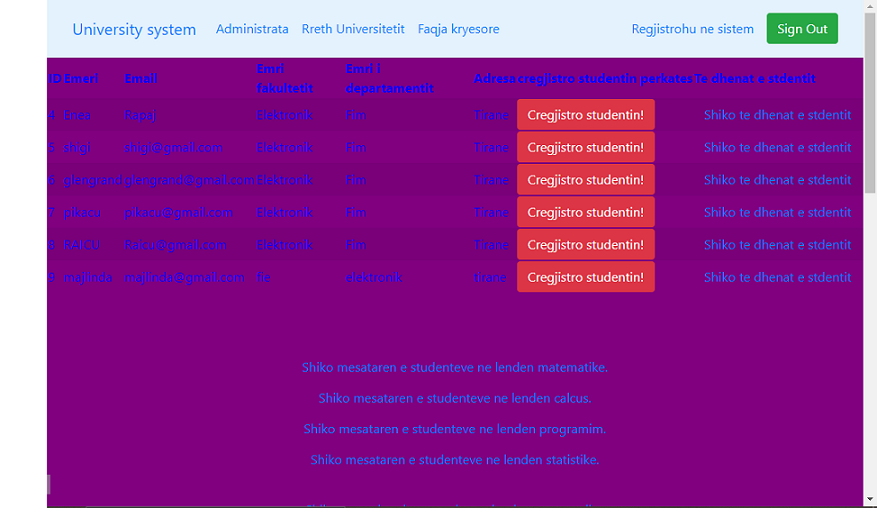 University system Administrata Rreth Universitetit Faqja kryesore Regjistrohu ne sistem Sign Out
ID Emeri Email Emri fakultetit Emri i departamentit Adresa cregjistro studentin perkates Te dhenat e stdentit
4 Enea Rapaj Elektronik Fim Tirane Cregjistro studentin! Shiko te dhenat e stdentit
5 shigi shigi@gmail.com Elektronik Fim Tirane Cregjistro studentin! Shiko te dhenat e stdentit
6 glengrand glengrand@gmail.com Elektronik Fim Tirane Cregjistro studentin! Shiko te dhenat e stdentit
7 pikacu pikacu@gmail.com Elektronik Fim Tirane Cregjistro studentin! Shiko te dhenat e stdentit
8 RAICU Raicu@gmail.com Elektronik Fim Tirane Cregjistro studentin! Shiko te dhenat e stdentit
9 majlinda majlinda@gmail.com fie elektronik tirane Cregjistro studentin! Shiko te dhenat e stdentit
Shiko mesataren e studenteve ne lenden matematike.
Shiko mesataren e studenteve ne lenden calcus.
Shiko mesataren e studenteve ne lenden programim.
Shiko mesataren e studenteve ne lenden statistike.